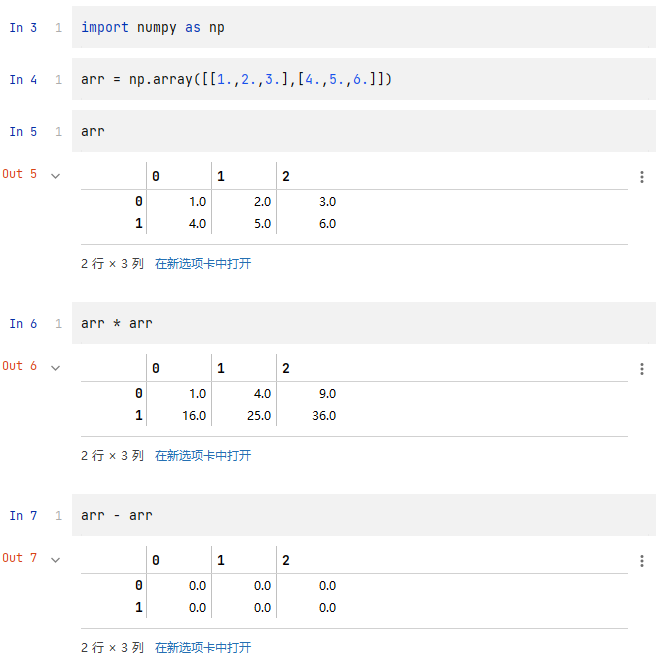 In 3 1 import numpy as np
In 4 1 arr = np.array([[1.,2.,3.],[4.,5.,6.]])
In 5 1 arr
Out 5
0 1 2
0 1.0 2.0 3.0
1 4.0 5.0 6.0
2 行 × 3 列 在新选项卡中打开
In 6 1 arr * arr
Out 6
0 1 2
0 1.0 4.0 9.0
1 16.0 25.0 36.0
2 行 × 3 列 在新选项卡中打开
In 7 1 arr - arr
Out 7
0 1 2
0 0.0 0.0 0.0
1 0.0 0.0 0.0
2 行 × 3 列 在新选项卡中打开